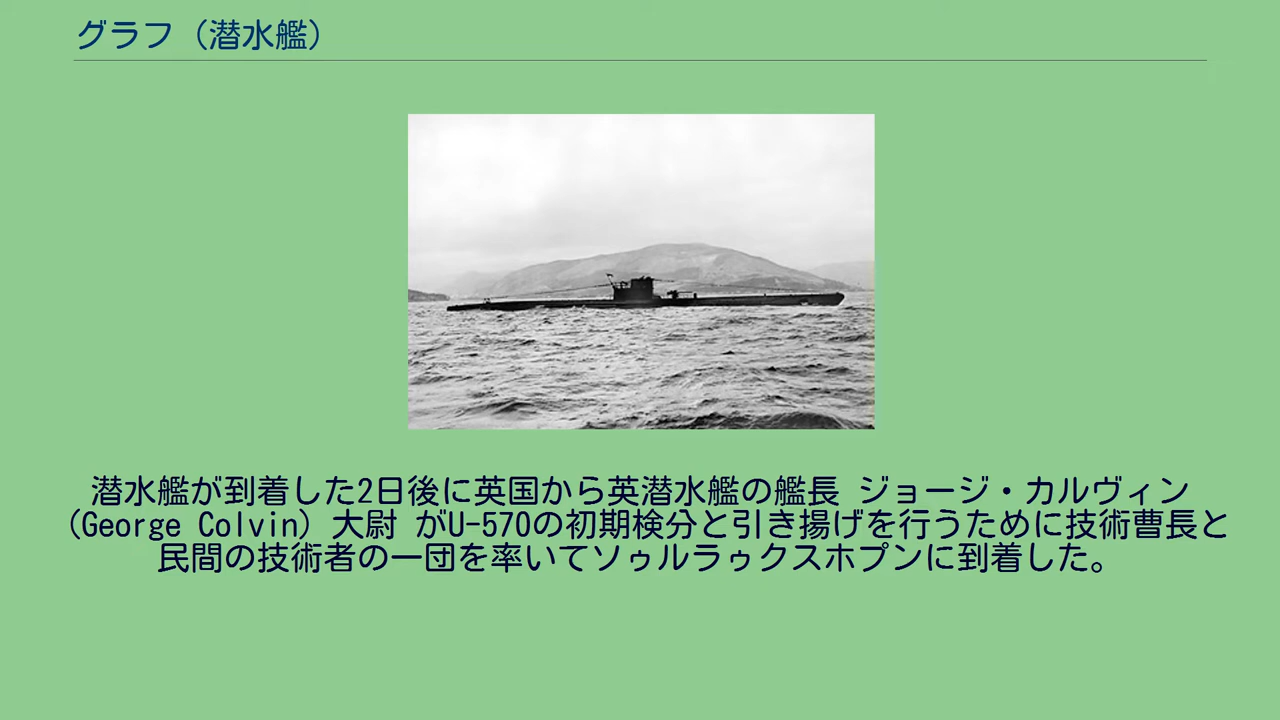 グラフ (潜水艦)
潜水艦が到着した2日後に英国から英潜水艦の艦長 ジョージ・カルヴィン
(George Colvin) 大尉 がU-570の初期検分と引き揚げを行うために技術曹長と
民間の技術者の一団を率いてソゥルラゥクスホプンに到着した。